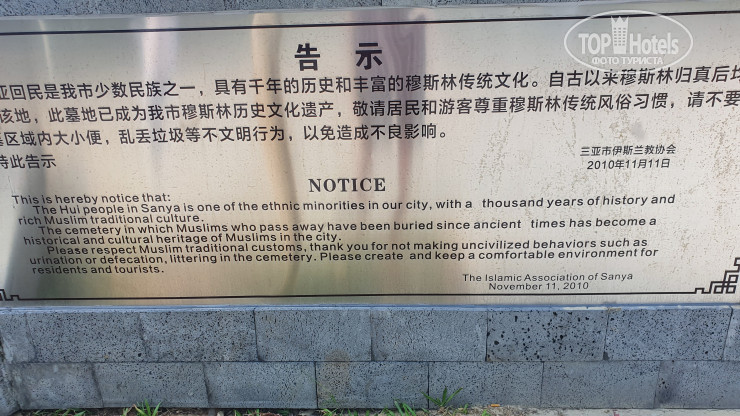 TOP Hotels
ФОТО ТУРИСТА
告 示
亚回民是我市少数民族之一，具有千年的历史和丰富的穆斯林传统文化。自古以来穆斯林归真后均
该地，此墓地已成为我市穆斯林历史文化遗产，敬请居民和游客尊重穆斯林传统风俗习惯，请不要
区域内大小便，乱丢垃圾等不文明行为，以免造成不良影响。
特此告示
三亚市伊斯兰教协会
2010年11月11日
NOTICE
This is hereby notice that:
The Hui people in Sanya is one of the ethnic minorities in our city, with a thousand years of history and
rich Muslim traditional culture.
The cemetery in which Muslims who pass away have been buried since ancient times has become a
historical and cultural heritage of Muslims in the city.
Please respect Muslim traditional customs, thank you for not making uncivilized behaviors such as
urination or defecation, littering in the cemetery. Please create and keep a comfortable environment for
residents and tourists.
The Islamic Association of Sanya
November 11, 2010